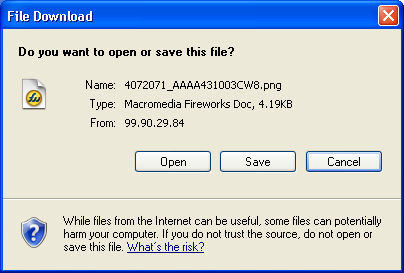 File Download
Do you want to open or save this file?
Name: 4072071_AAAA431003CW8.png
Type: Macromedia Fireworks Doc, 4.19KB
From: 99.90.29.84
Open Save Cancel
While files from the Internet can be useful, some files can potentially
harm your computer. If you do not trust the source, do not open or
save this file. What's the risk?